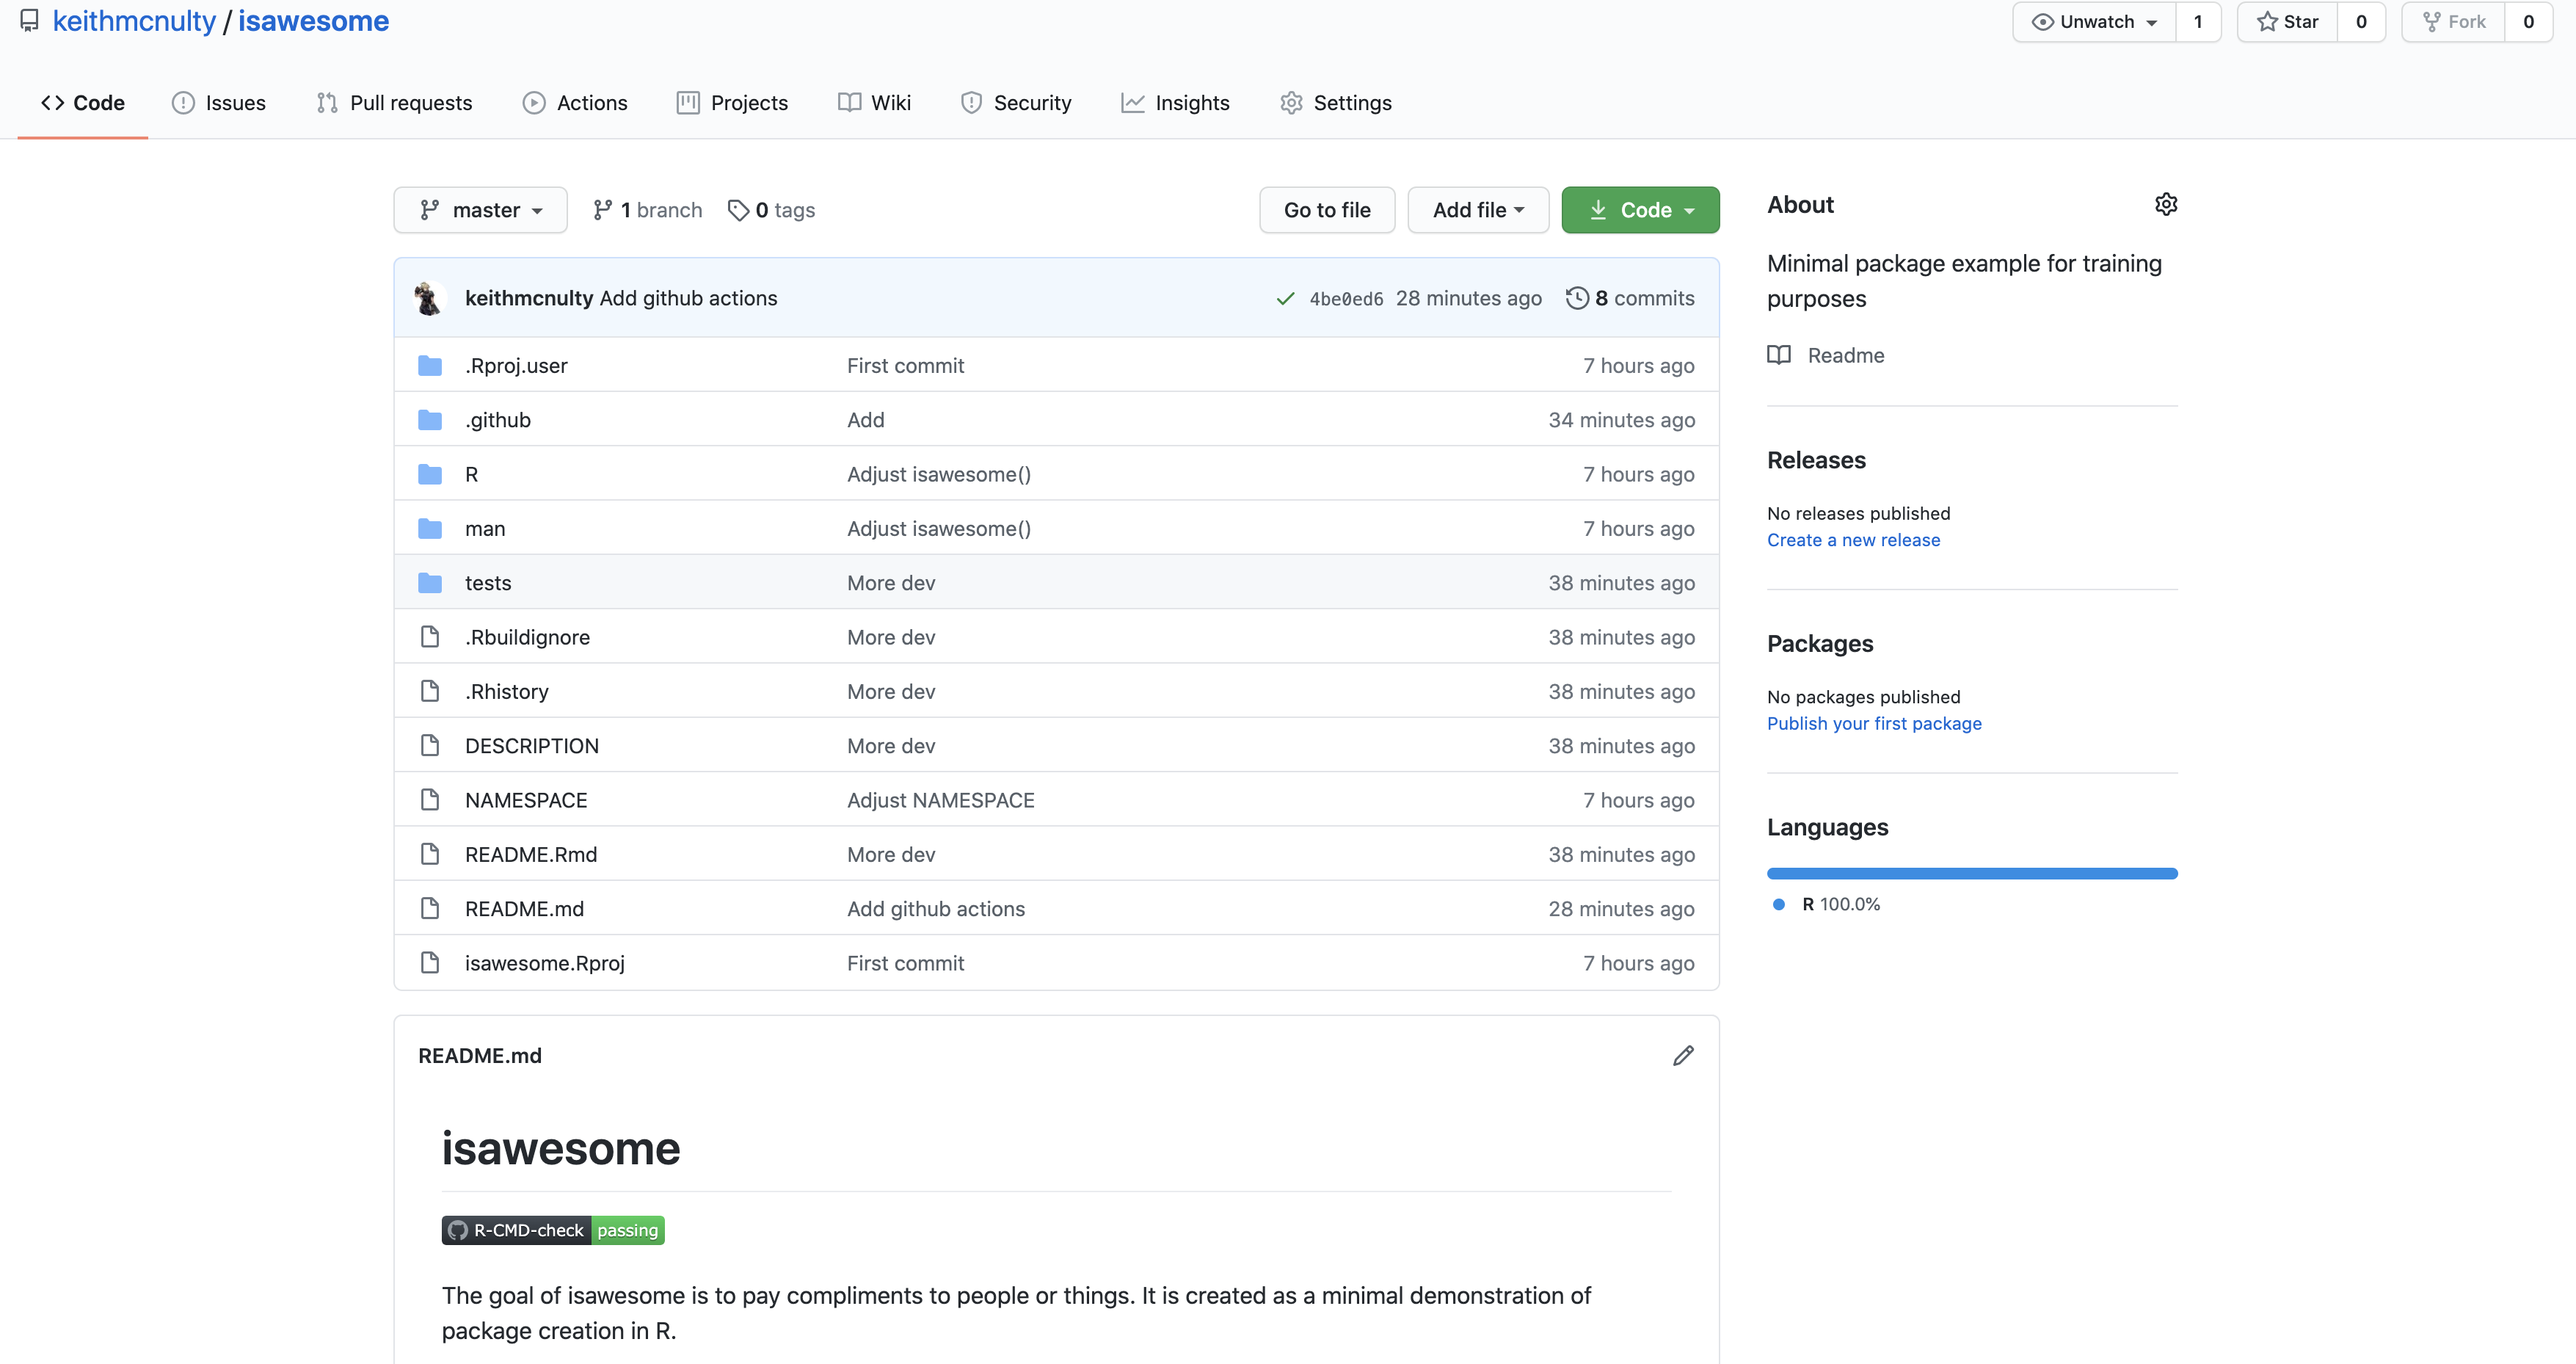 keithmcnulty / isawesome
Unwatch 1 Star 0 Fork 0
Code Issues Pull requests Actions Projects Wiki Security Insights Settings
master 1 branch 0 tags Go to file Add file Code
keithmcnulty Add github actions 4be0ed6 28 minutes ago 8 commits
.Rproj.user First commit 7 hours ago
.github Add 34 minutes ago
R Adjust isawesome() 7 hours ago
man Adjust isawesome() 7 hours ago
tests More dev 38 minutes ago
.Rbuildignore More dev 38 minutes ago
.Rhistory More dev 38 minutes ago
DESCRIPTION More dev 38 minutes ago
NAMESPACE Adjust NAMESPACE 7 hours ago
README.Rmd More dev 38 minutes ago
README.md Add github actions 28 minutes ago
isawesome.Rproj First commit 7 hours ago
README.md
isawesome
R-CMD-check passing
The goal of isawesome is to pay compliments to people or things. It is created as a minimal demonstration of
package creation in R.
About
Minimal package example for training
purposes
Readme
Releases
No releases published
Create a new release
Packages
No packages published
Publish your first package
Languages
R 100.0%